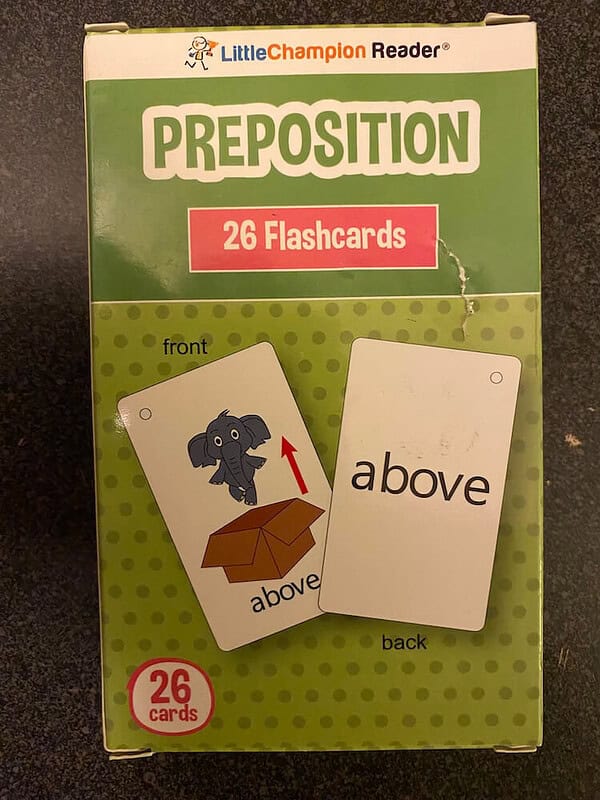 LittleChampion Reader®
PREPOSITION
26 Flashcards
front
above
above
back
26
cards